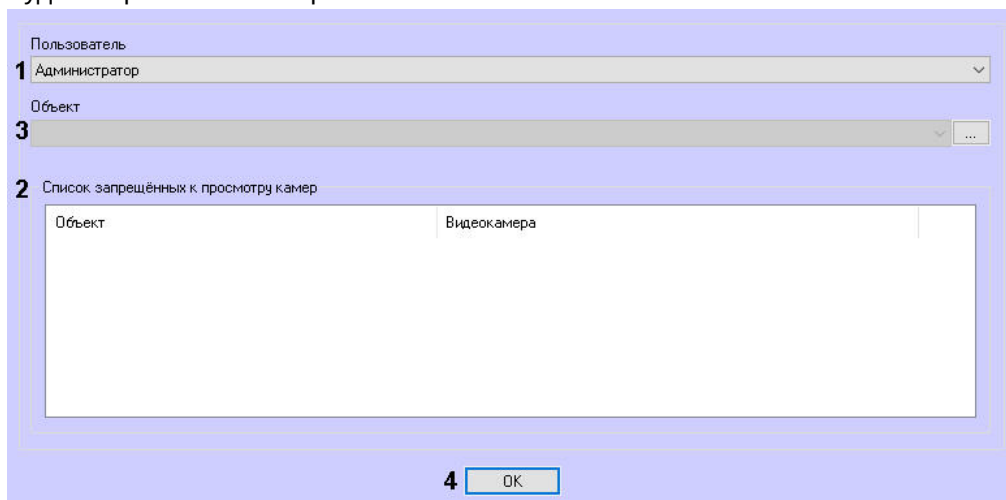 Пользователь
1 Администратор
Объект
3 ...
2 Список запрещённых к просмотру камер
Объект Видеокамера
4 OK